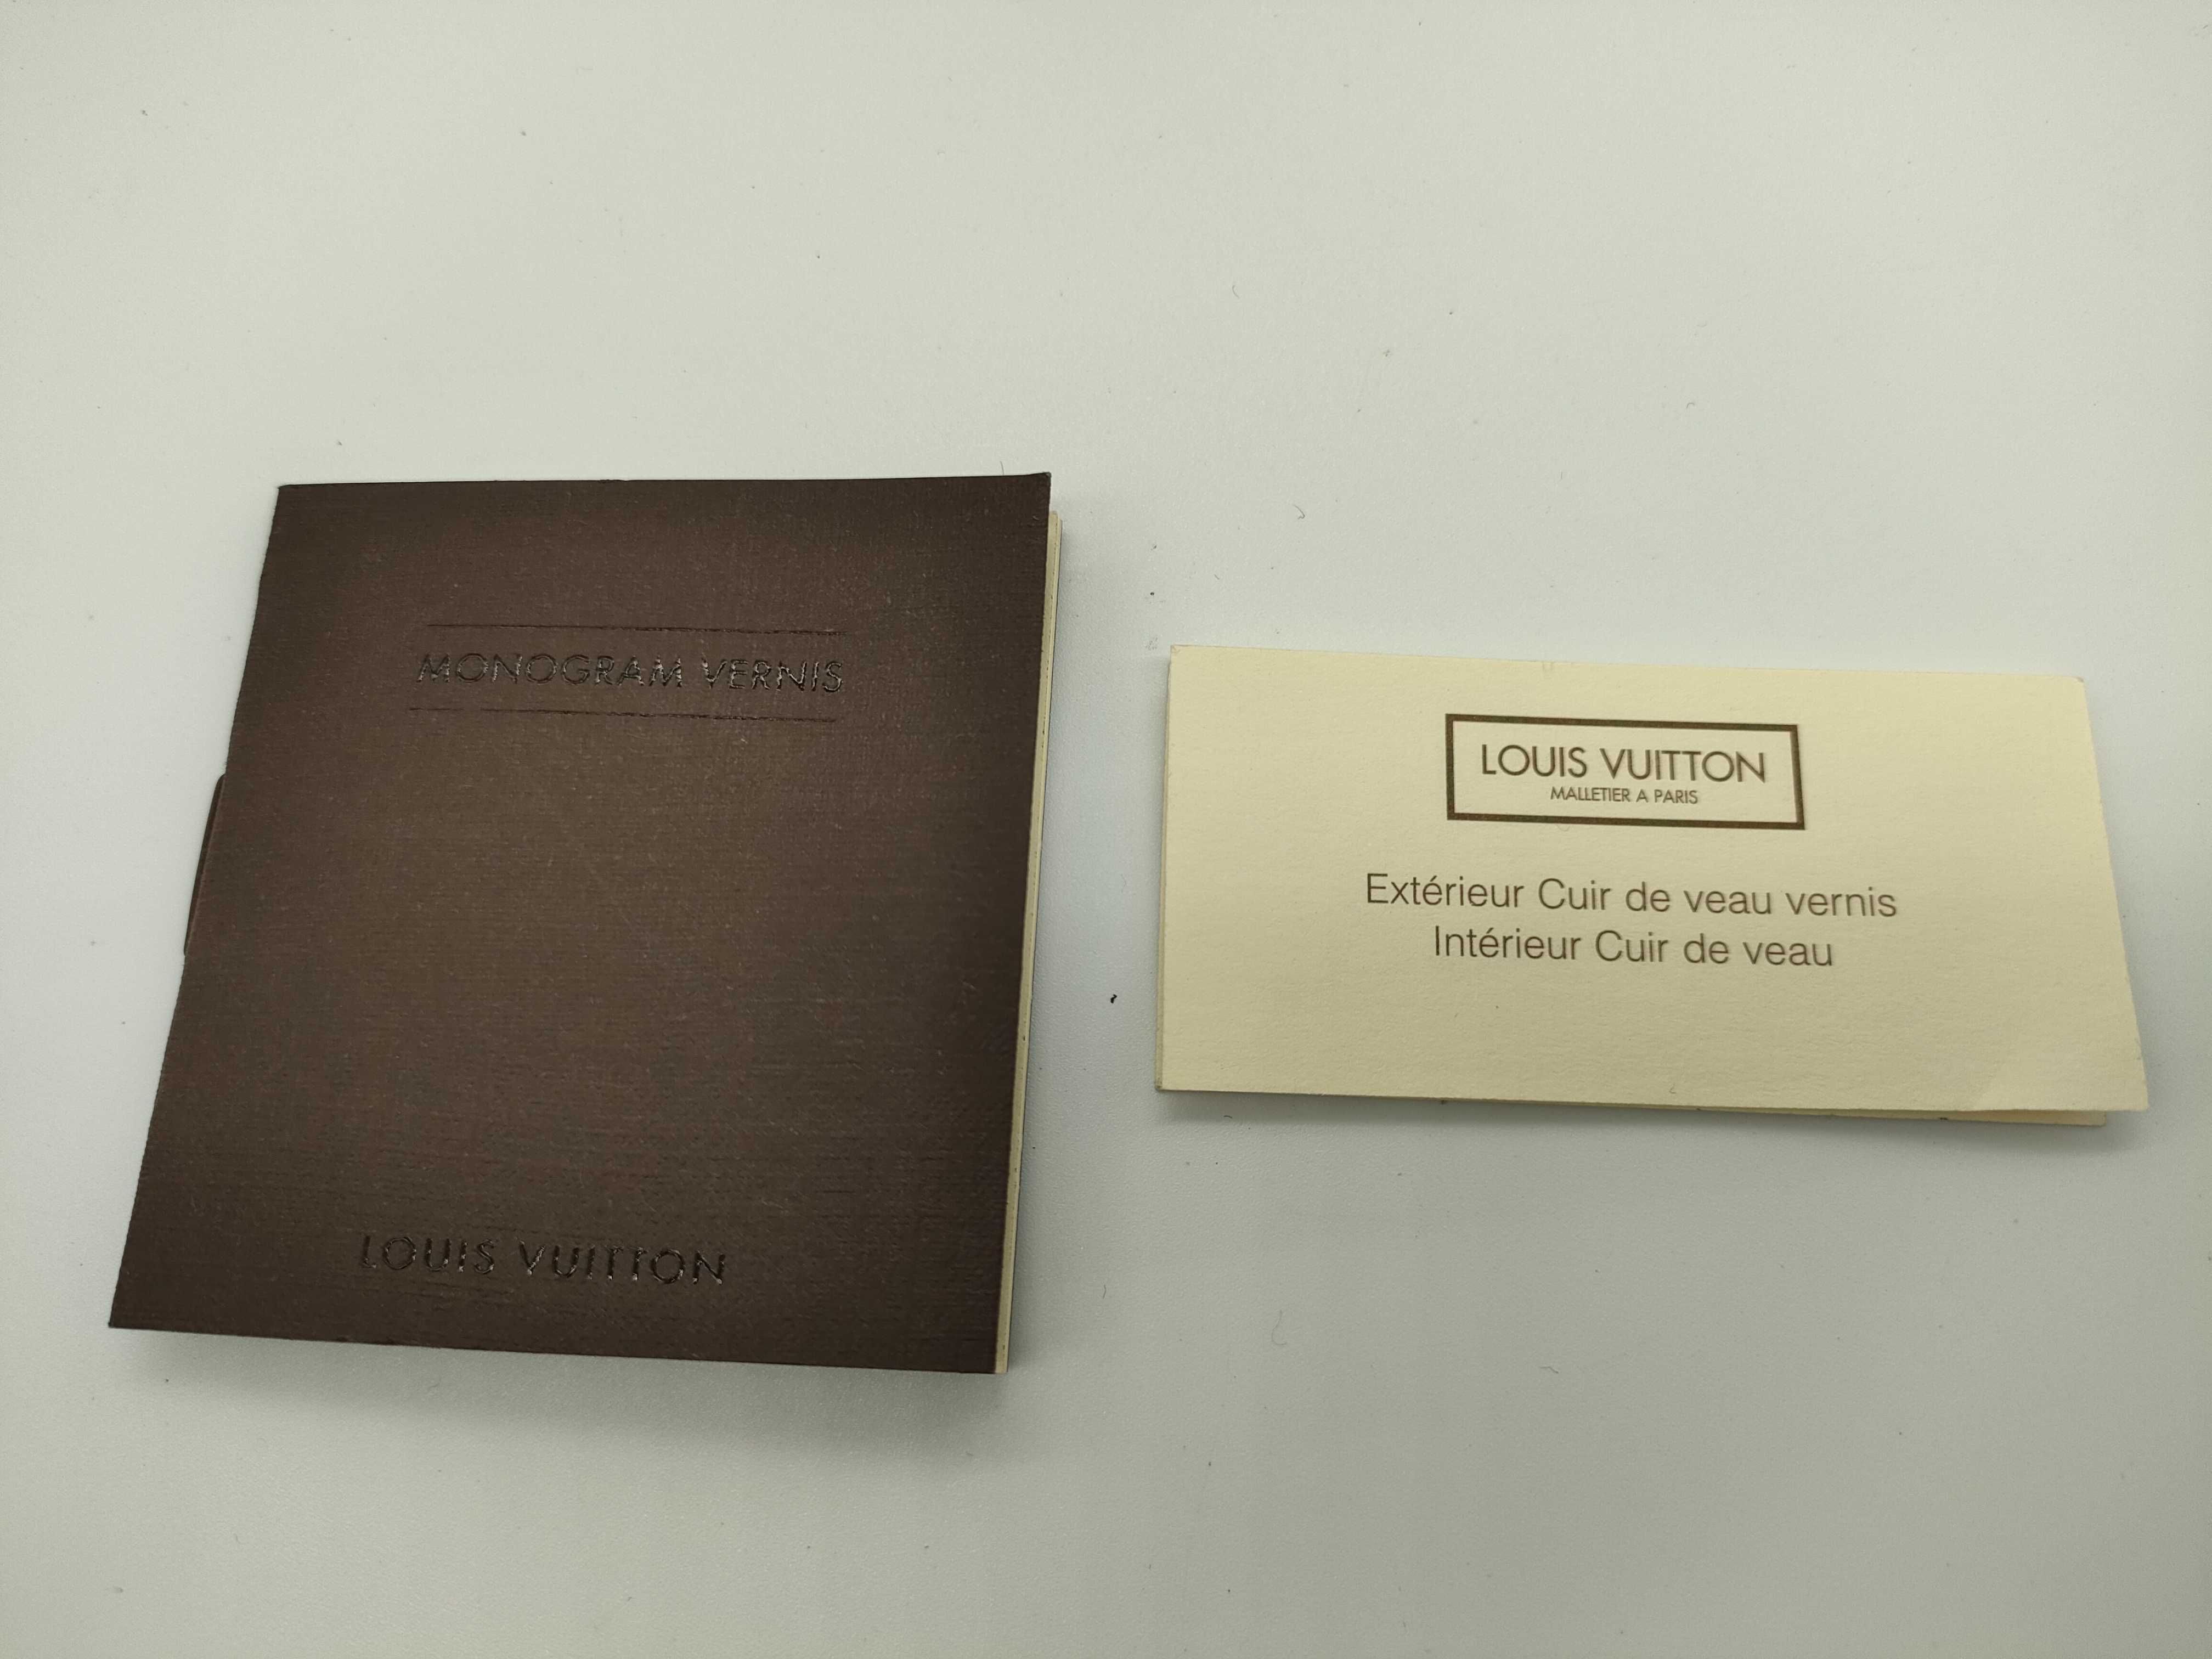 MONOGRAM VERNIS
LOUIS VUITTON
LOUIS VUITTON
MALLETIER A PARIS
Extérieur Cuir de veau vernis
Intérieur Cuir de veau